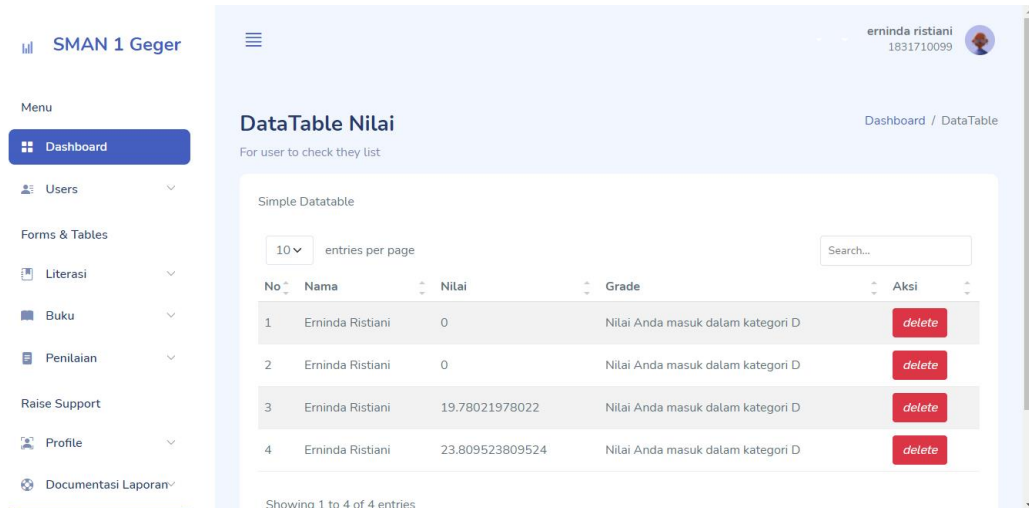 SMAN 1 Geger
Menu
Dashboard
Users
Forms & Tables
Literasi
Buku
Penilaian
Raise Support
Profile
Documentasi Laporan
erninda ristiani
1831710099
DataTable Nilai
For user to check they list
Dashboard / DataTable
Simple Datatable
10 entries per page
Search...
No Nama Nilai Grade Aksi
1 Erninda Ristiani 0 Nilai Anda masuk dalam kategori D delete
2 Erninda Ristiani 0 Nilai Anda masuk dalam kategori D delete
3 Erninda Ristiani 19.78021978022 Nilai Anda masuk dalam kategori D delete
4 Erninda Ristiani 23.809523809524 Nilai Anda masuk dalam kategori D delete
Showing 1 to 4 of 4 entries